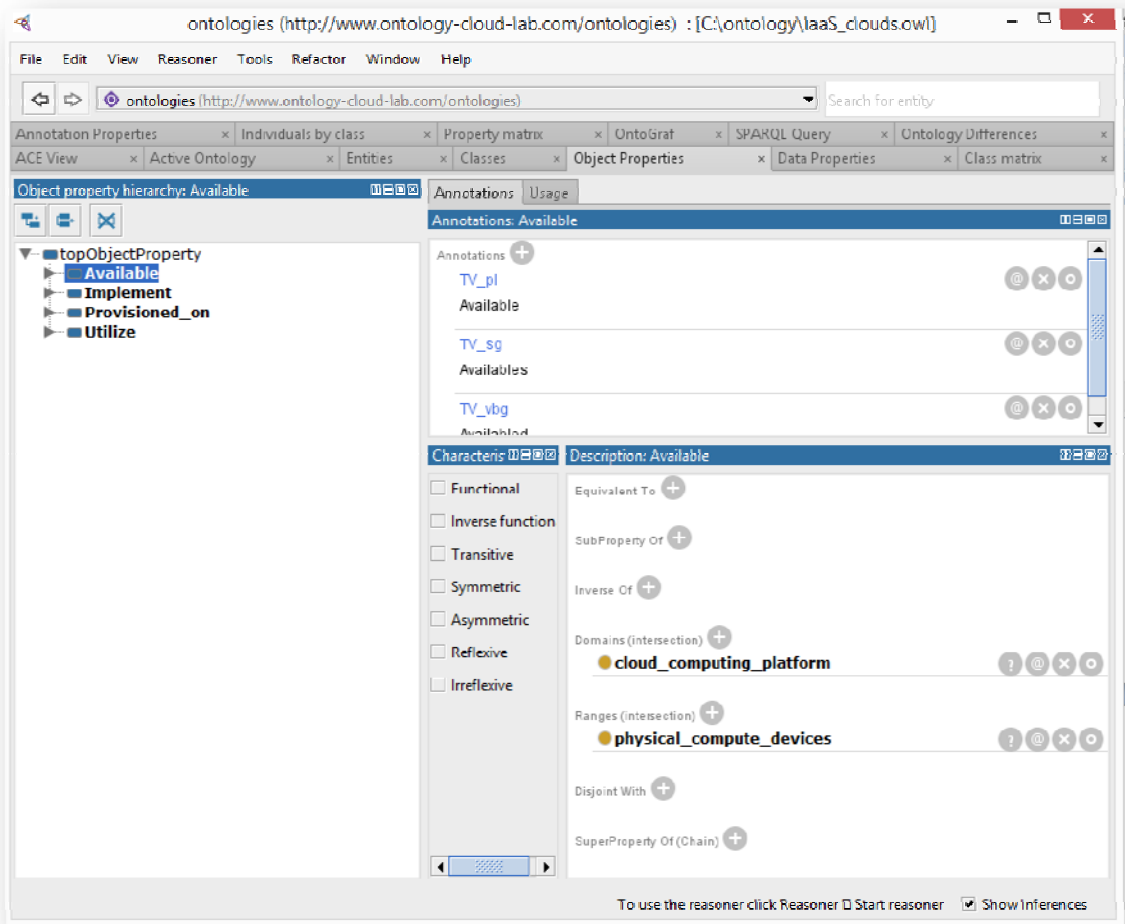 ontologies (http://www.ontology-cloud-lab.com/ontologies) : [C:\ontology\IaaS_clouds.owl]
File Edit View Reasoner Tools Refactor Window Help
ontologies (http://www.ontology-cloud-lab.com/ontologies)
Search for entity
Annotation Properties × Individuals by class × Property matrix × OntoGraf × SPARQL Query × Ontology Differences ×
ACE View × Active Ontology × Entities × Classes × Object Properties × Data Properties × Class matrix ×
Object property hierarchy: Available
topObjectProperty
Available
Implement
Provisioned_on
Utilize
Annotations Usage
Annotations: Available
Annotations
TV_pl
Available
TV_sg
Availables
TV_vbg
Availabled
Characteris
Functional
Inverse function
Transitive
Symmetric
Asymmetric
Reflexive
Irreflexive
Description: Available
Equivalent To
SubProperty Of
Inverse Of
Domains (intersection)
cloud_computing_platform
Ranges (intersection)
physical_compute_devices
Disjoint With
SuperProperty Of (Chain)
To use the reasoner click Reasoner Start reasoner Show Inferences